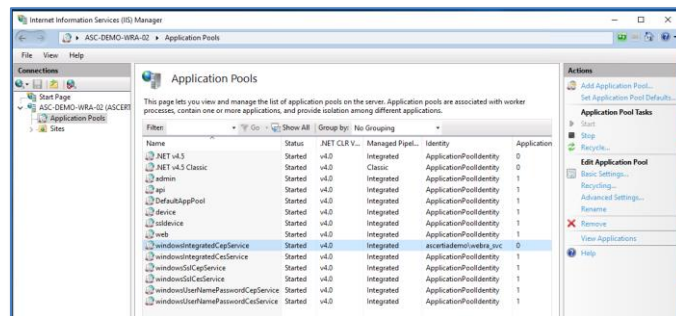 Internet Information Services (IIS) Manager
ASC-DEMO-WRA-02 Application Pools
File View Help
Connections
Start Page
ASC-DEMO-WRA-02 (ASCERT
Application Pools
Sites
Application Pools
This page lets you view and manage the list of application pools on the server. Application pools are associated with worker
processes, contain one or more applications, and provide isolation among different applications.
Filter: Go Show All Group by: No Grouping
Name Status .NET CLR V... Managed Pipel... Identity Application
.NET v4.5 Started v4.0 Integrated ApplicationPoolIdentity 0
.NET v4.5 Classic Started v4.0 Classic ApplicationPoolIdentity 0
admin Started v4.0 Integrated ApplicationPoolIdentity 1
api Started v4.0 Integrated ApplicationPoolIdentity 1
DefaultAppPool Started v4.0 Integrated ApplicationPoolIdentity 1
device Started v4.0 Integrated ApplicationPoolIdentity 1
ssldevice Started v4.0 Integrated ApplicationPoolIdentity 1
web Started v4.0 Integrated ApplicationPoolIdentity 1
windowsIntegratedCepService Started v4.0 Integrated ascertiademo\webra_svc 0
windowsIntegratedCesService Started v4.0 Integrated ApplicationPoolIdentity 1
windowsSslCepService Started v4.0 Integrated ApplicationPoolIdentity 1
windowsSslCesService Started v4.0 Integrated ApplicationPoolIdentity 1
windowsUserNamePasswordCepService Started v4.0 Integrated ApplicationPoolIdentity 1
windowsUserNamePasswordCesService Started v4.0 Integrated ApplicationPoolIdentity 1
Actions
Add Application Pool...
Set Application Pool Defaults...
Application Pool Tasks
Start
Stop
Recycle...
Edit Application Pool
Basic Settings...
Recycling...
Advanced Settings...
Rename
Remove
View Applications
Help